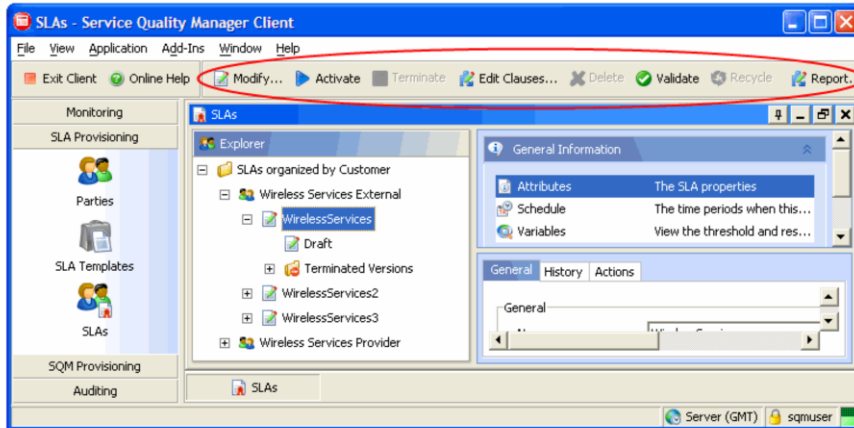 SLAs - Service Quality Manager Client
File View Application Add-Ins Window Help
Exit Client Online Help Modify... Activate Terminate Edit Clauses... Delete Validate Recycle Report.
Monitoring
SLA Provisioning
Parties
SLA Templates
SLAs
SQM Provisioning
Auditing
SLAs
Explorer
SLAs organized by Customer
Wireless Services External
WirelessServices
Draft
Terminated Versions
WirelessServices2
WirelessServices3
Wireless Services Provider
General Information
Attributes The SLA properties
Schedule The time periods when this...
Variables View the threshold and res...
General History Actions
General
SLAs
Server (GMT) sqmuser